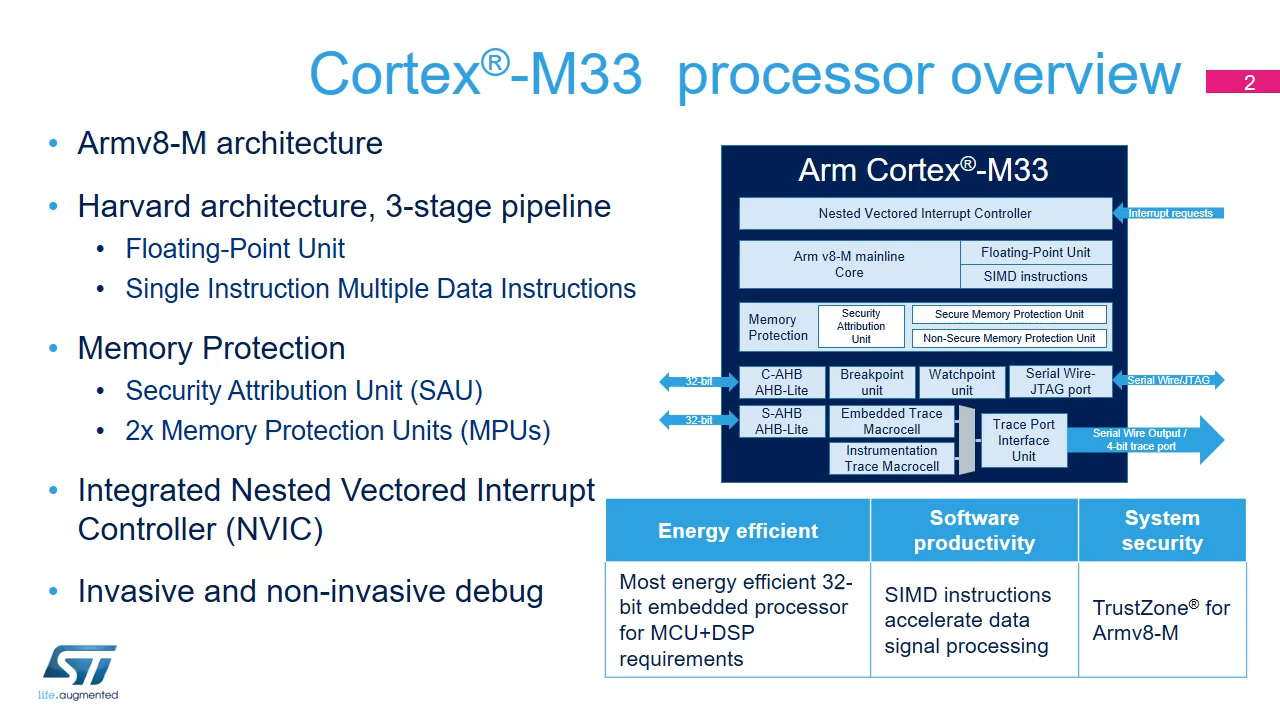 Cortex®-M33 processor overview
2
• Armv8-M architecture
• Harvard architecture, 3-stage pipeline
• Floating-Point Unit
• Single Instruction Multiple Data Instructions
• Memory Protection
• Security Attribution Unit (SAU)
• 2x Memory Protection Units (MPUs)
• Integrated Nested Vectored Interrupt
Controller (NVIC)
• Invasive and non-invasive debug
Arm Cortex®-M33
Nested Vectored Interrupt Controller
Interrupt requests
Arm v8-M mainline
Core
Floating-Point Unit
SIMD instructions
Memory
Protection
Security
Attribution
Unit
Secure Memory Protection Unit
Non-Secure Memory Protection Unit
32-bit
C-AHB
AHB-Lite
Breakpoint
unit
Watchpoint
unit
Serial Wire-
JTAG port
Serial Wire/JTAG
32-bit
S-AHB
AHB-Lite
Embedded Trace
Macrocell
Instrumentation
Trace Macrocell
Trace Port
Interface
Unit
Serial Wire Output /
4-bit trace port
Energy efficient
Software
productivity
System
security
Most energy efficient 32-
bit embedded processor
for MCU+DSP
requirements
SIMD instructions
accelerate data
signal processing
TrustZone® for
Armv8-M
ST
life.augmented